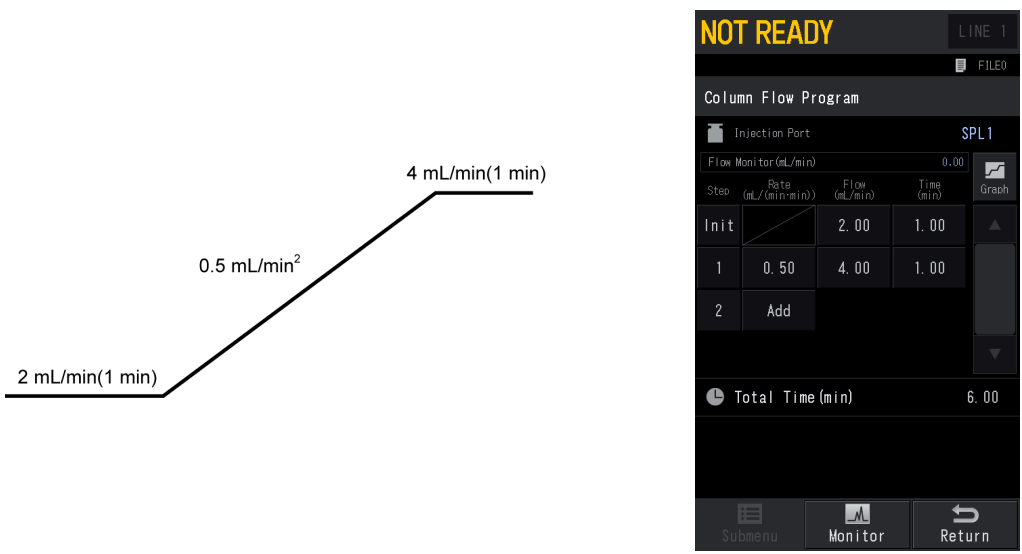 4 mL/min(1 min)
0.5 mL/min²
2 mL/min(1 min)
NOT READY LINE 1
FILE0
Column Flow Program
Injection Port SPL1
Flow Monitor(mL/min) 0.00
Step Rate (mL/(min·min)) Flow (mL/min) Time (min) Graph
Init 2.00 1.00
1 0.50 4.00 1.00
2 Add
Total Time(min) 6.00
Submenu Monitor Return